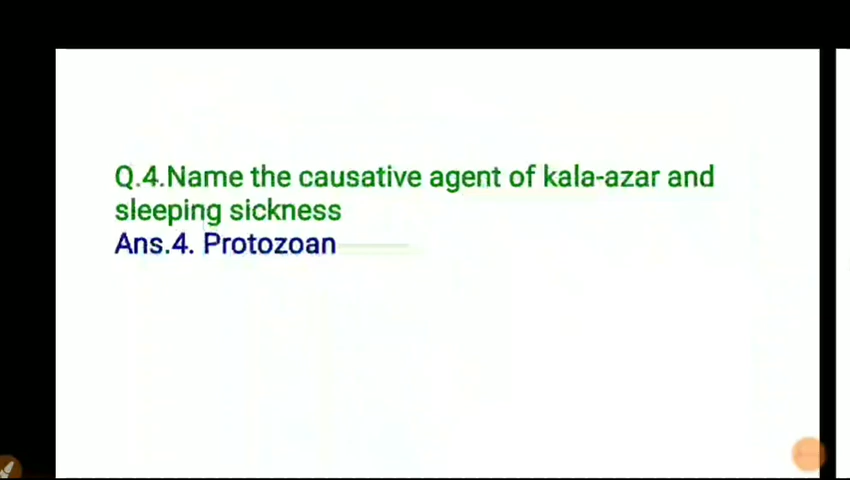 Q.4.Name the causative agent of kala-azar and
sleeping sickness
Ans.4. Protozoan